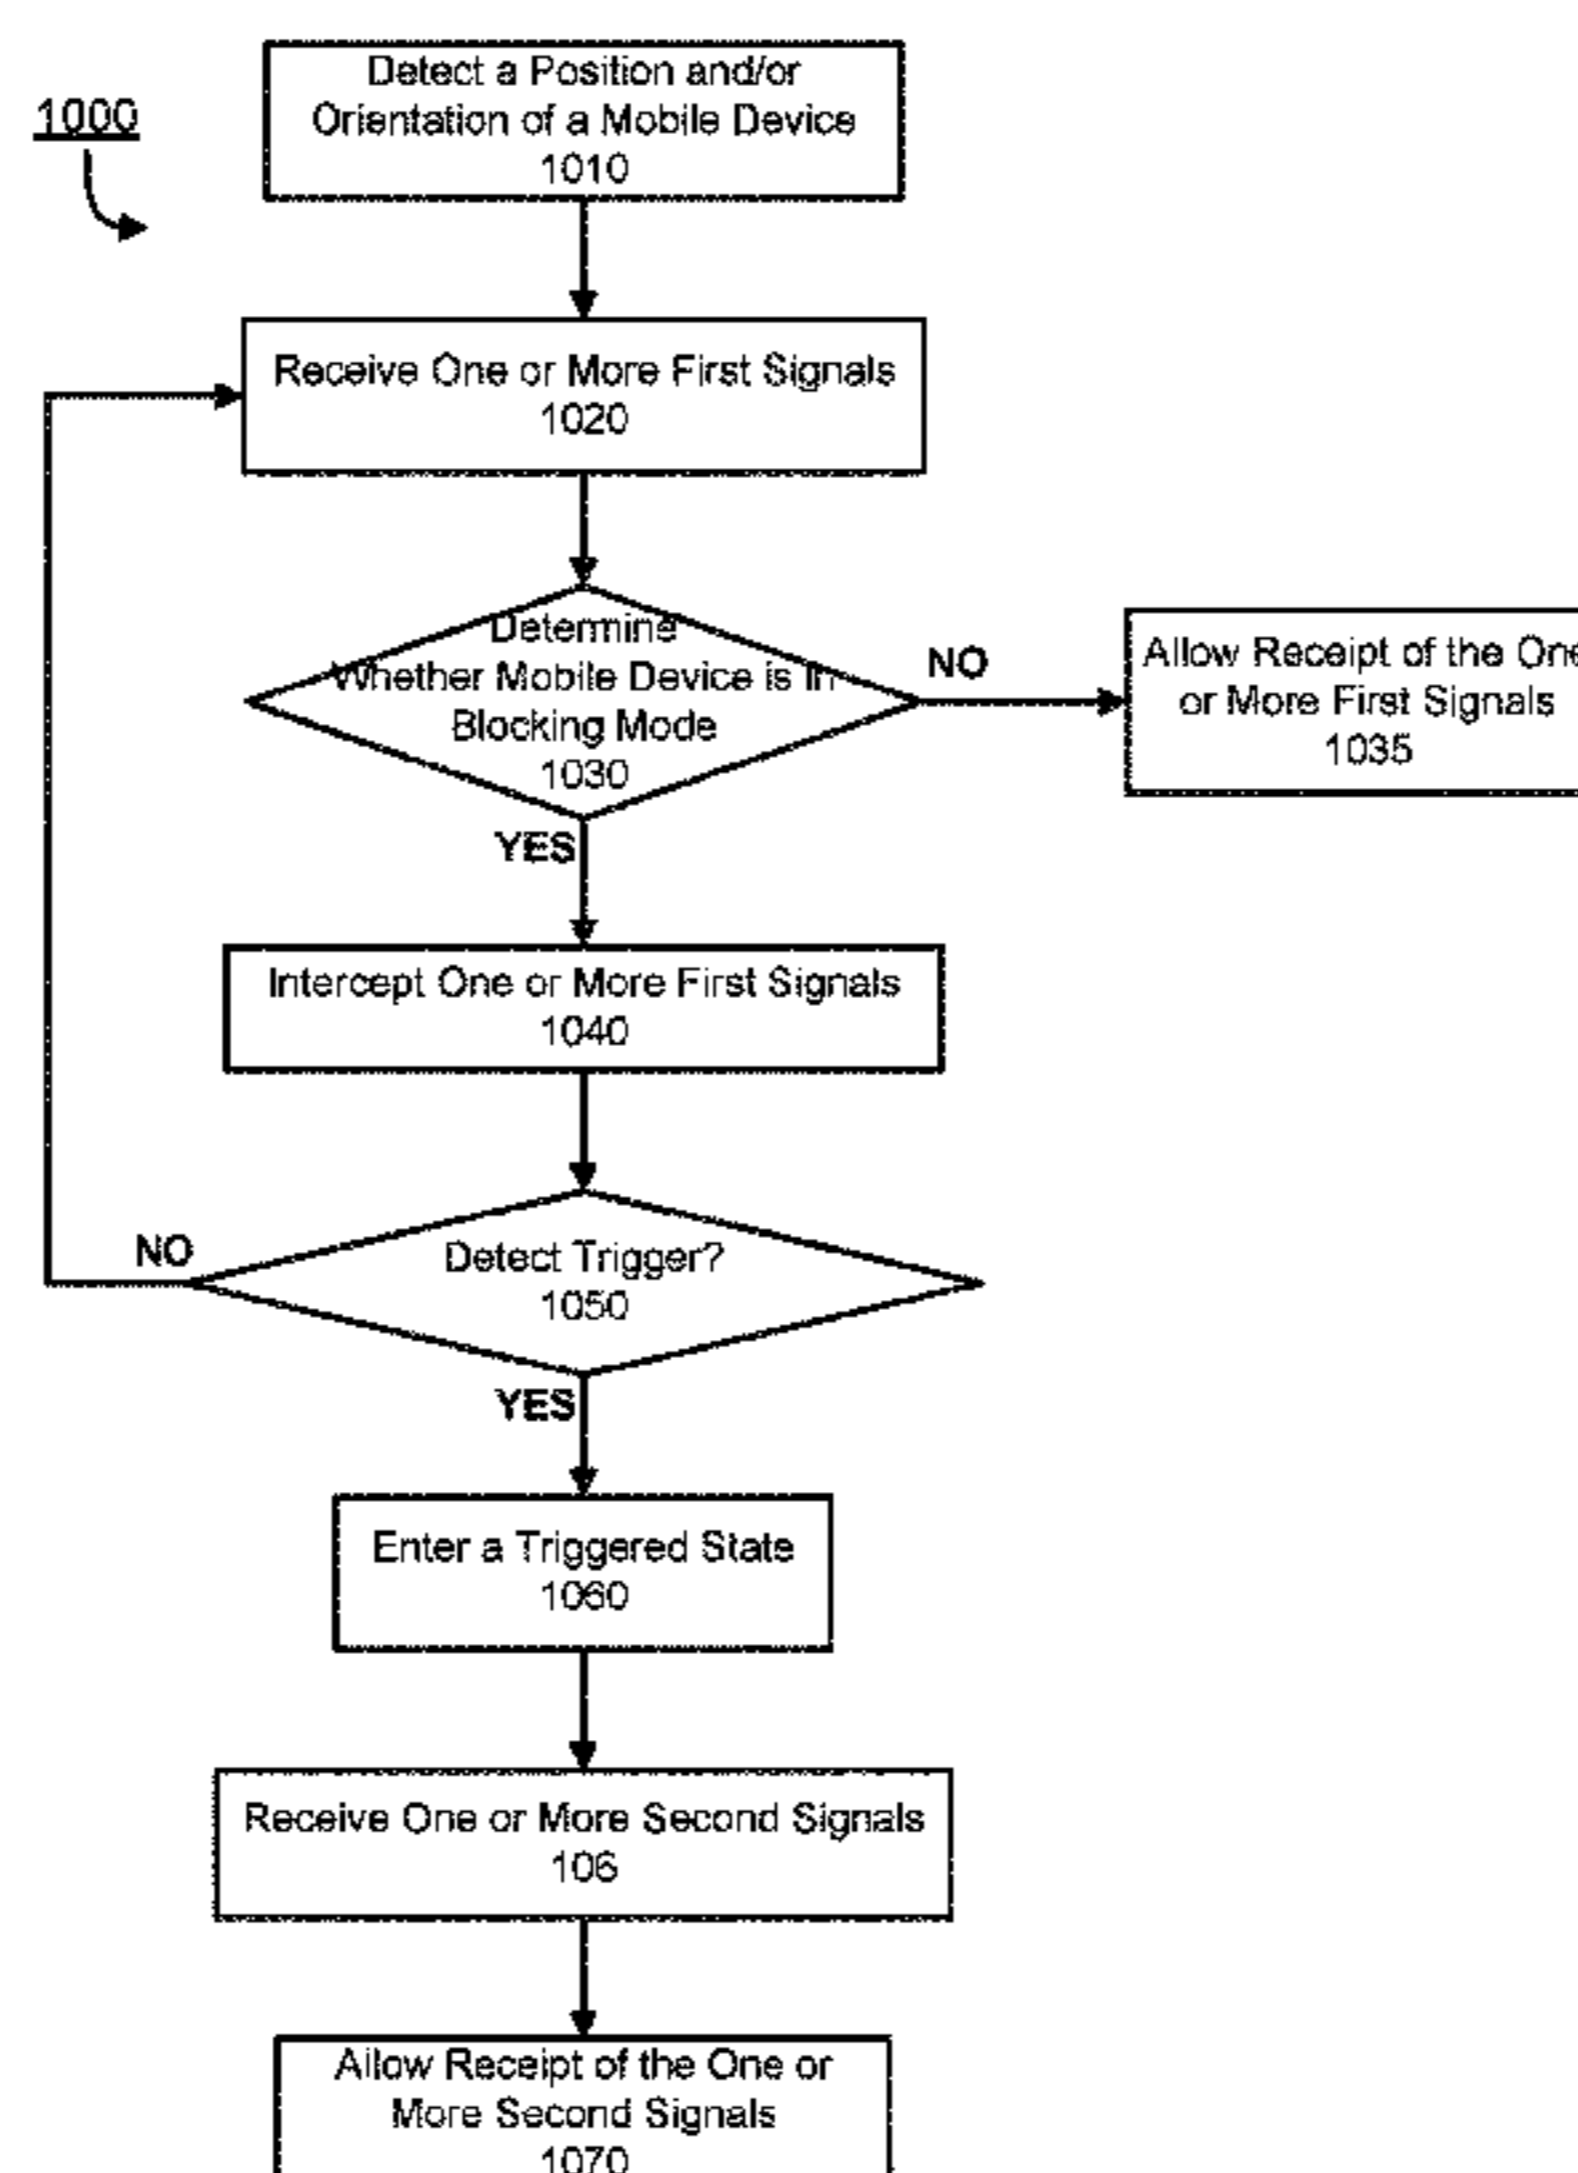 1000
Detect a Position and/or
Orientation of a Mobile Device
1010
Receive One or More First Signals
1020
Determine
Whether Mobile Device is in
Blocking Mode
1030
NO
Allow Receipt of the One
or More First Signals
1035
YES
Intercept One or More First Signals
1040
NO
Detect Trigger?
1050
YES
Enter a Triggered State
1060
Receive One or More Second Signals
106
Allow Receipt of the One or
More Second Signals
1070